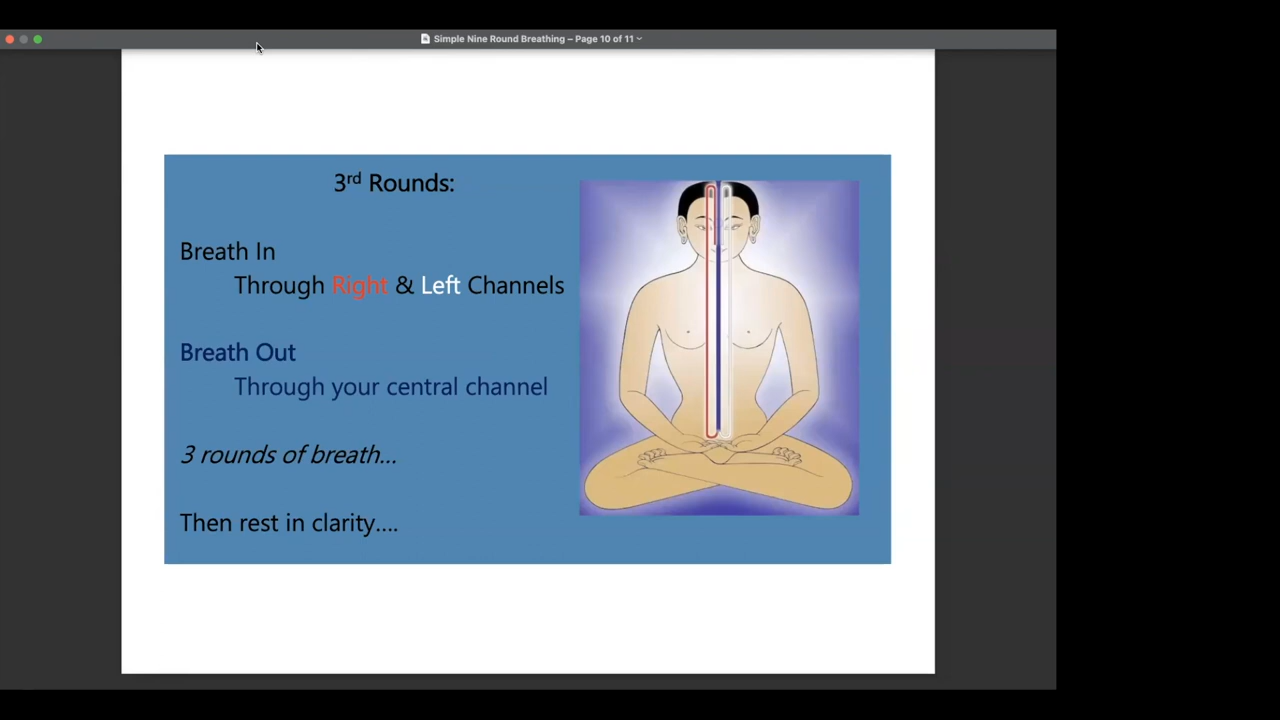 Simple Nine Round Breathing – Page 10 of 11
3rd Rounds:
Breath In
Through Right & Left Channels
Breath Out
Through your central channel
3 rounds of breath...
Then rest in clarity....